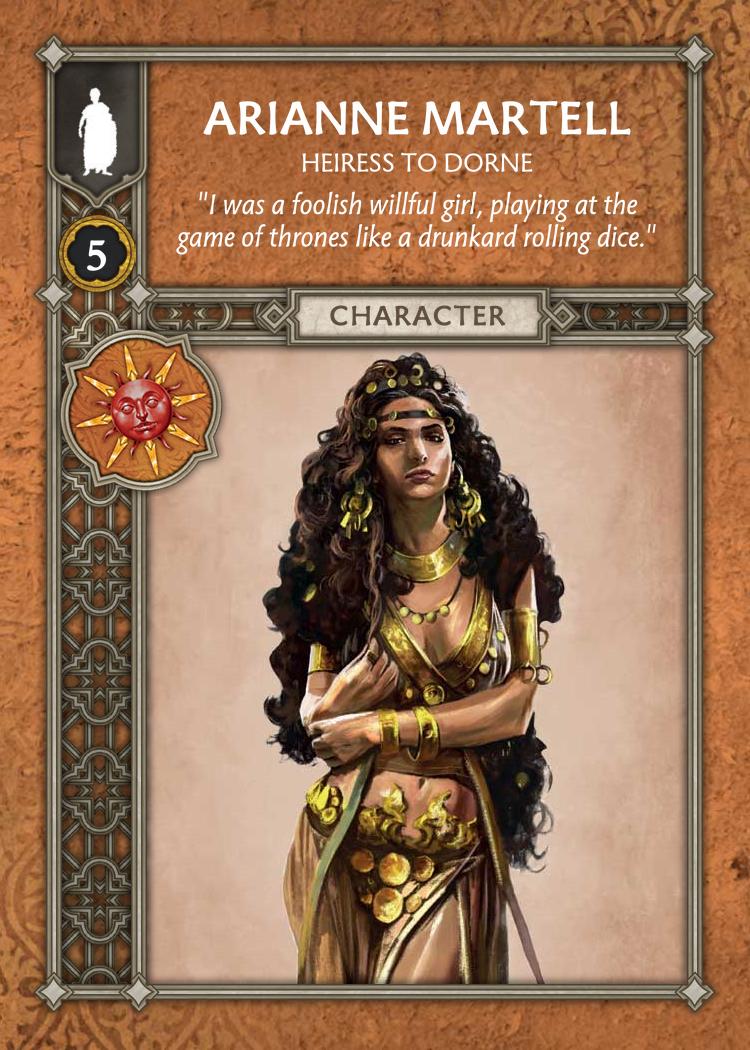 ARIANNE MARTELL
HEIRESS TO DORNE
"I was a foolish willful girl, playing at the
game of thrones like a drunkard rolling dice."
5
CHARACTER